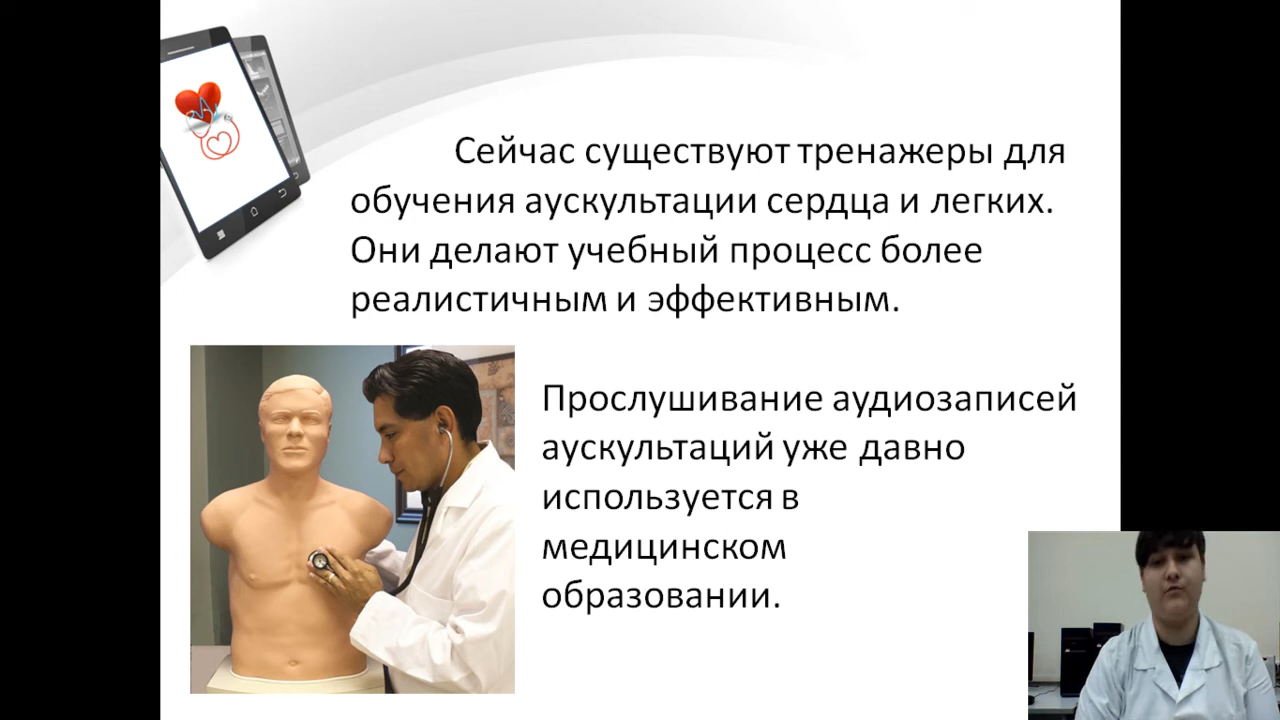 Сейчас существуют тренажеры для
обучения аускультации сердца и легких.
Они делают учебный процесс более
реалистичным и эффективным.
Прослушивание аудиозаписей
аускультаций уже давно
используется в
медицинском
образовании.